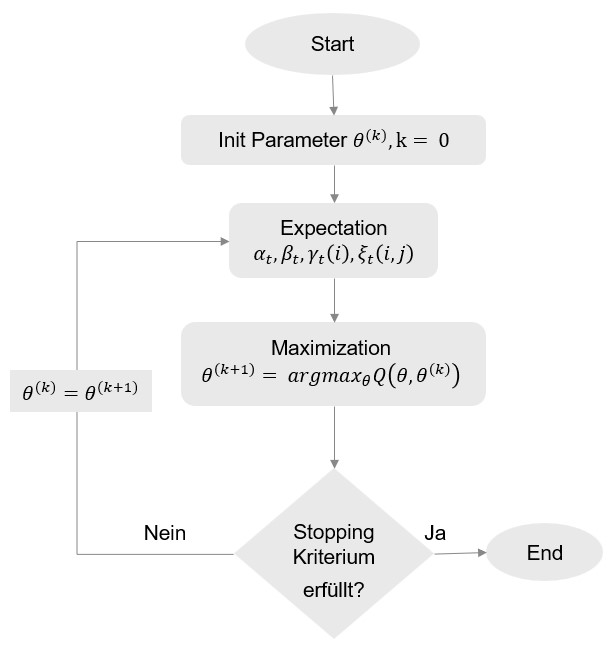 Start
Init Parameter θ^(k), k = 0
Expectation
α_t, β_t, γ_t(i), ξ_t(i,j)
Maximization
θ^(k+1) = argmax_θ Q(θ, θ^(k))
θ^(k) = θ^(k+1)
Nein
Stopping
Kriterium
erfüllt?
Ja
End